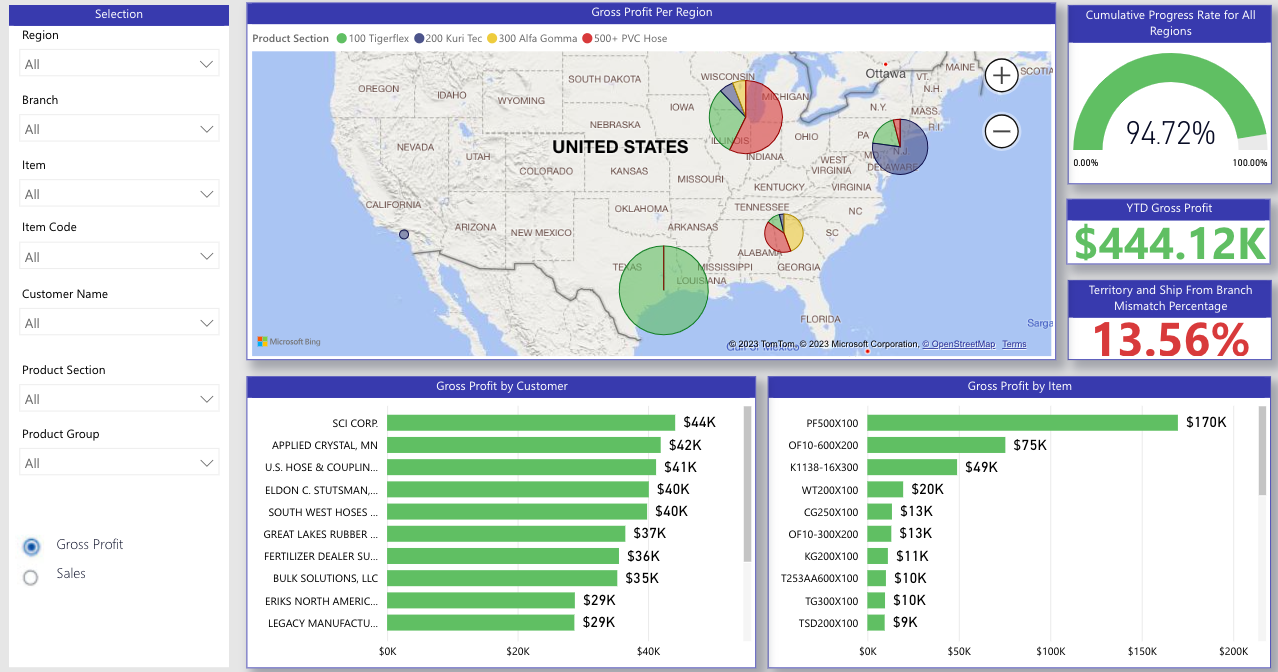 Selection
Region
All
Branch
All
Item
All
Item Code
All
Customer Name
All
Product Section
All
Product Group
All
Gross Profit
Sales
Gross Profit Per Region
Product Section 100 Tigerflex 200 Kuri Tec 300 Alfa Gomma 500+ PVC Hose
Ottawa
MAINE
SCOTIA
VT.
N.H.
SOUTH DAKOTA
WISCONSIN
OREGON
IDAHO
WYOMING
MICHIGAN
IOWA
N.Y.
MASS.
R.I.
NEBRASKA
PA
NEVADA
UTAH
UNITED STATES
ILLINOIS
INDIANA
OHIO
MD
N.J.
DELAWARE
COLORADO
KANSAS
MISSOURI
WEST
VIRGINIA
KENTUCKY
VIRGINIA
CALIFORNIA
OKLAHOMA
TENNESSEE
NC
ARIZONA
NEW MEXICO
ARKANSAS
SC
ALABAMA
TEXAS
MISSISSIPPI
GEORGIA
LOUISIANA
FLORIDA
Sarga
Gulf of Mexico
Microsoft Bing
© 2023 TomTom, © 2023 Microsoft Corporation, © OpenStreetMap Terms
Cumulative Progress Rate for All
Regions
94.72%
0.00%
100.00%
YTD Gross Profit
$444.12K
Territory and Ship From Branch
Mismatch Percentage
13.56%
Gross Profit by Customer
SCI CORP. $44K
APPLIED CRYSTAL, MN $42K
U.S. HOSE & COUPLIN... $41K
ELDON C. STUTSMAN,... $40K
SOUTH WEST HOSES ... $40K
GREAT LAKES RUBBER ... $37K
FERTILIZER DEALER SU... $36K
BULK SOLUTIONS, LLC $35K
ERIKS NORTH AMERIC... $29K
LEGACY MANUFACTU... $29K
$0K $20K $40K
Gross Profit by Item
PF500X100 $170K
OF10-600X200 $75K
K1138-16X300 $49K
WT200X100 $20K
CG250X100 $13K
OF10-300X200 $13K
KG200X100 $11K
T253AA600X100 $10K
TG300X100 $10K
TSD200X100 $9K
$0K $50K $100K $150K $200K